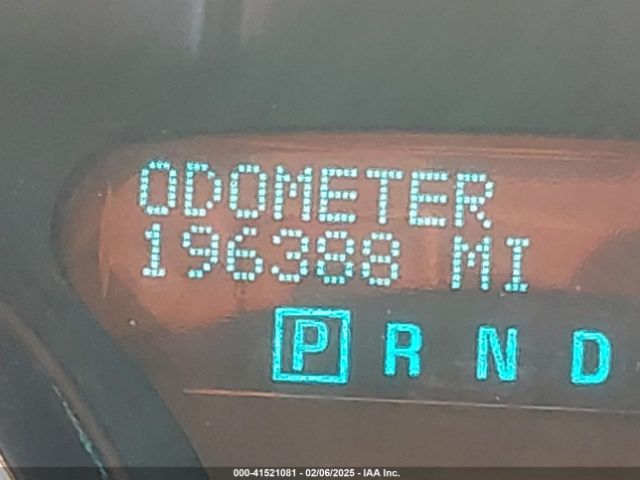 ODOMETER
196388 MI
P R N D
000-41521081 - 02/06/2025 - IAA Inc.